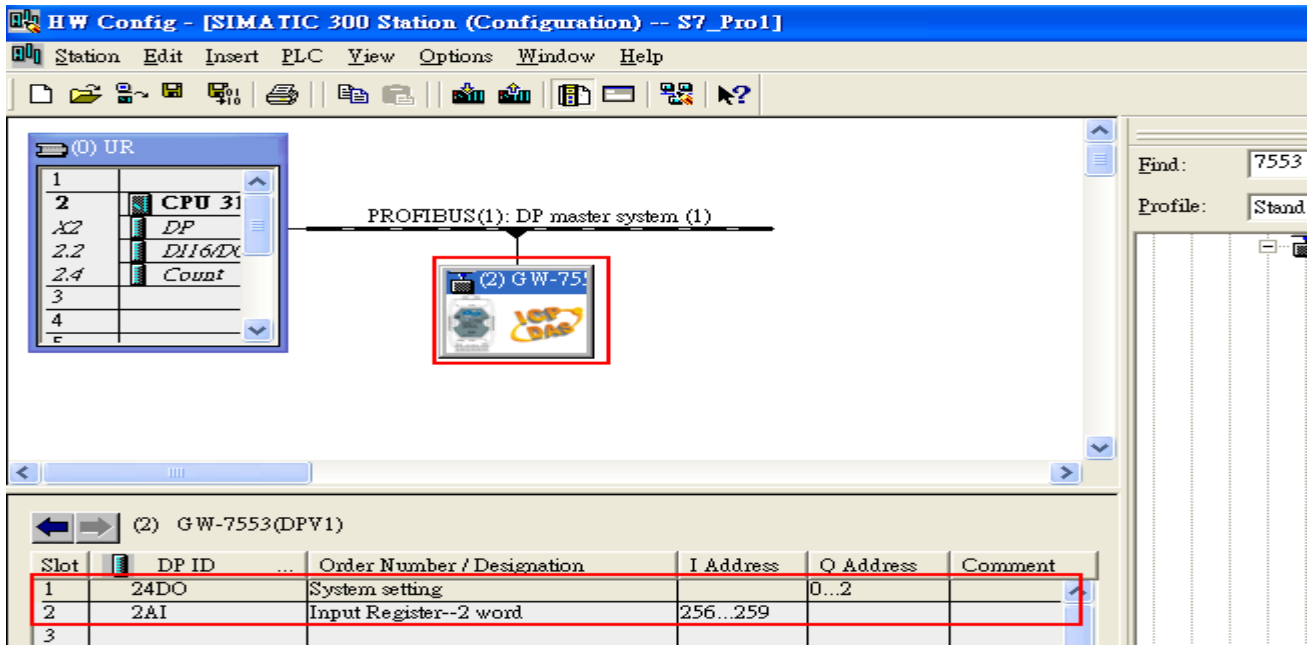 HW Config - [SIMATIC 300 Station (Configuration) -- S7_Pro1]
Station Edit Insert PLC View Options Window Help
(0) UR
1
2 CPU 31
X2 DP
2.2 DI16/DO
2.4 Count
3
4
PROFIBUS(1): DP master system (1)
(2) GW-755
ICP
DAS
Find: 7553
Profile: Stand
(2) GW-7553(DPV1)
Slot DP ID ... Order Number / Designation I Address Q Address Comment
1 24DO System setting 0...2
2 2AI Input Register--2 word 256...259
3